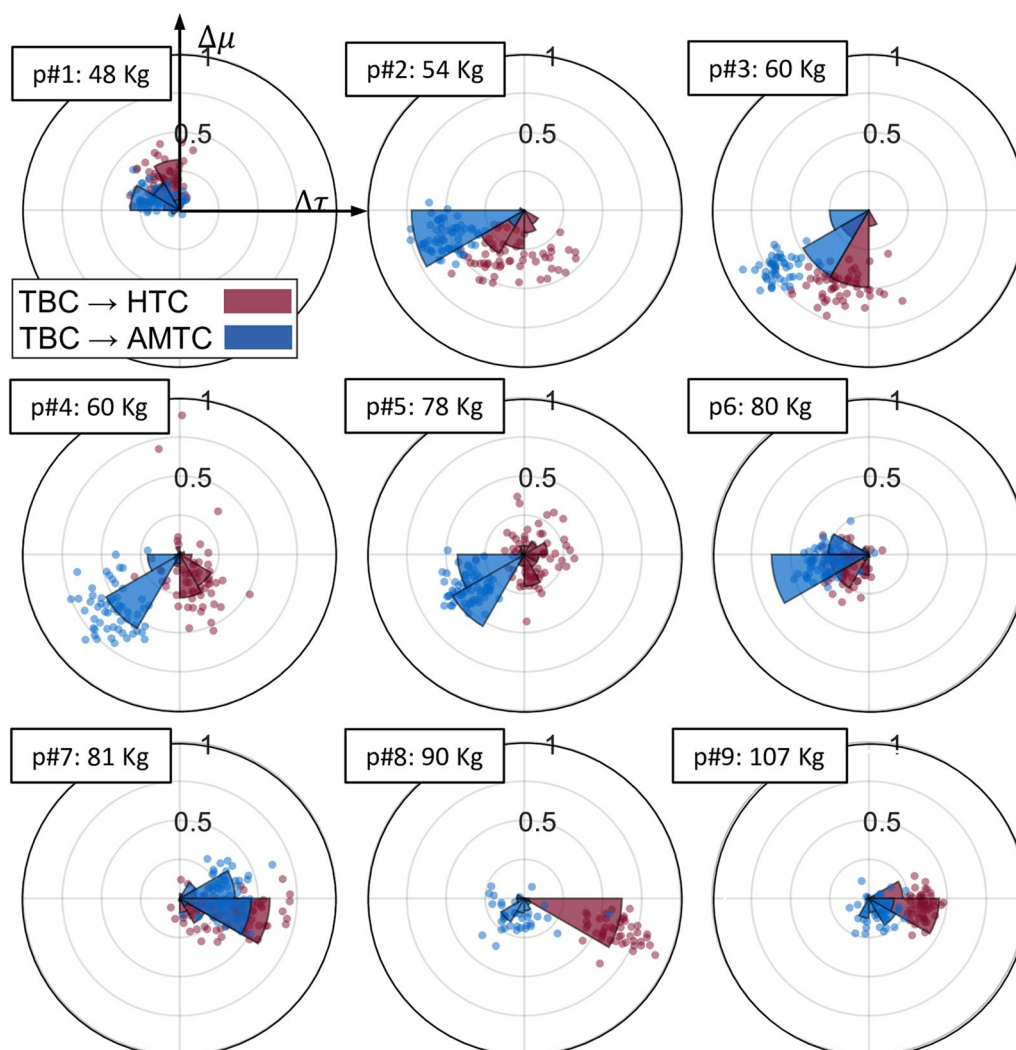 Δμ
p#1: 48 Kg
1
0.5
Δτ
p#2: 54 Kg
1
0.5
p#3: 60 Kg
1
0.5
TBC → HTC
TBC → AMTC
p#4: 60 Kg
1
0.5
p#5: 78 Kg
1
0.5
p6: 80 Kg
1
0.5
p#7: 81 Kg
1
0.5
p#8: 90 Kg
1
0.5
p#9: 107 Kg
1
0.5